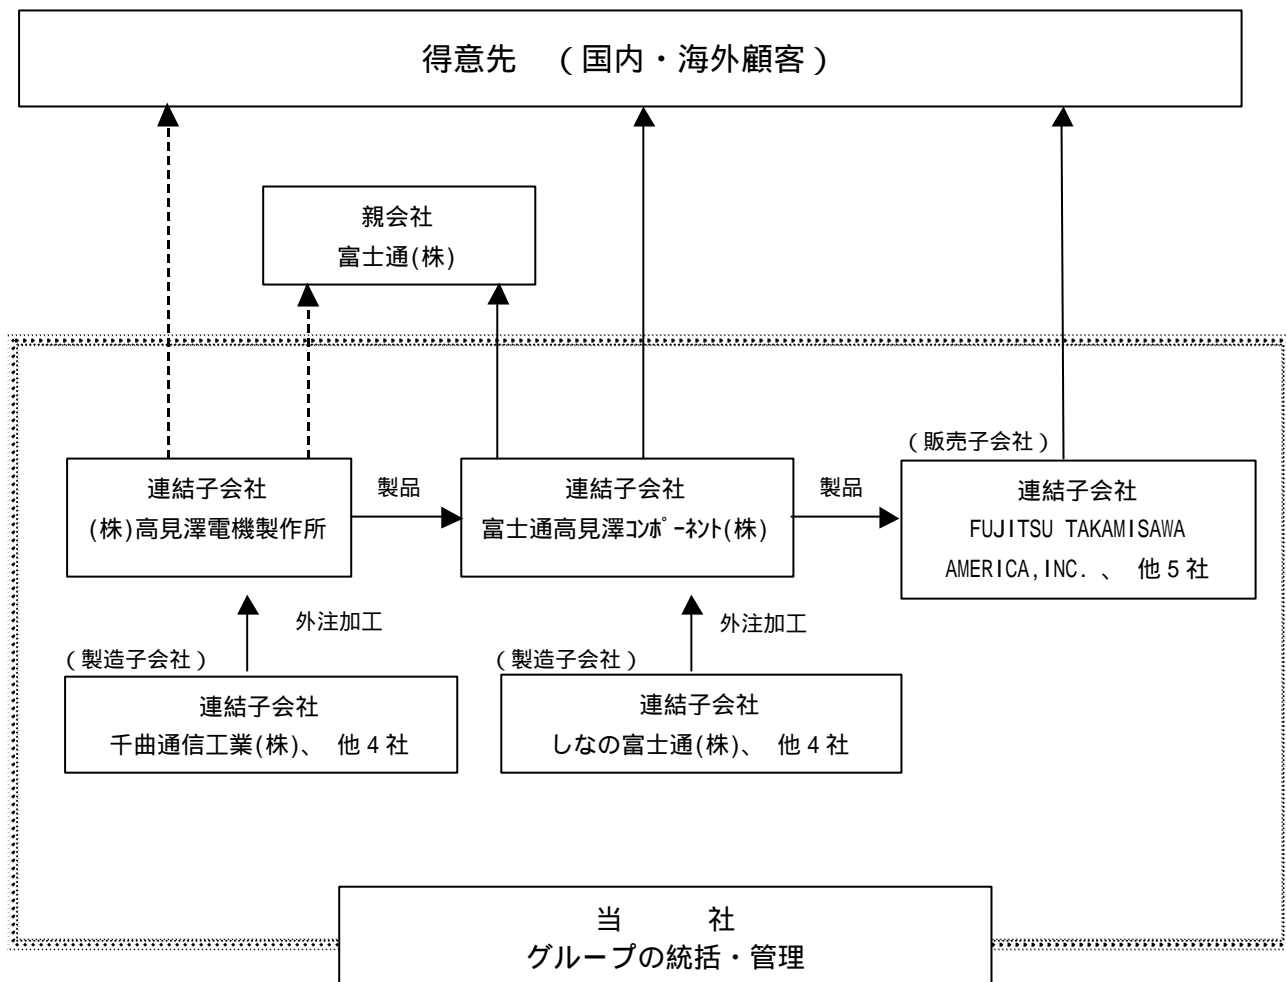 得意先 （国内・海外顧客）
親会社
富士通(株)
（販売子会社）
連結子会社
(株)高見澤電機製作所
製品
連結子会社
富士通高見澤ｺﾝﾎﾟｰﾈﾝﾄ(株)
製品
連結子会社
FUJITSU TAKAMISAWA
AMERICA,INC. 、 他５社
外注加工
外注加工
（製造子会社）
（製造子会社）
連結子会社
千曲通信工業(株)、 他４社
連結子会社
しなの富士通(株)、 他４社
当 社
グループの統括・管理